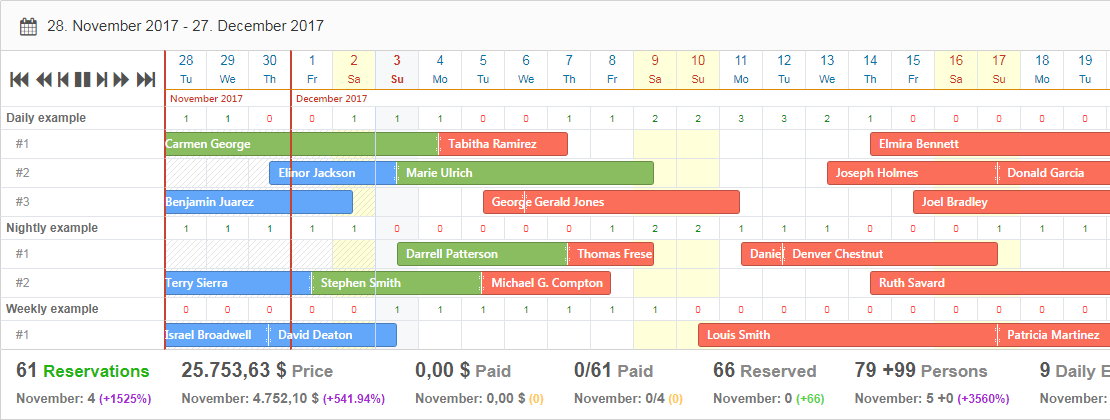 28. November 2017 - 27. December 2017
28 29 30 1 2 3 4 5 6 7 8 9 10 11 12 13 14 15 16 17 18 19
Tu We Th Fr Sa Su Mo Tu We Th Fr Sa Su Mo Tu We Th Fr Sa Su Mo Tu
November 2017 December 2017
Daily example 1 1 0 0 1 1 1 0 0 1 1 2 2 3 3 2 1 0 0 0 0 0
#1 Carmen George Tabitha Ramirez Elmira Bennett
#2 Elinor Jackson Marie Ulrich Joseph Holmes Donald Garcia
#3 Benjamin Juarez George Gerald Jones Joel Bradley
Nightly example 1 1 1 1 1 0 0 0 0 0 1 2 2 1 1 1 0 0 0 1 1 1
#1 Darrell Patterson Thomas Frese Danie Denver Chestnut
#2 Terry Sierra Stephen Smith Michael G. Compton Ruth Savard
Weekly example 0 0 0 0 0 1 1 1 1 1 1 1 0 0 0 0 0 0 0 0 0 0
#1 Israel Broadwell David Deaton Louis Smith Patricia Martinez
61 Reservations 25.753,63 $ Price 0,00 $ Paid 0/61 Paid 66 Reserved 79 +99 Persons 9 Daily E
November: 4 (+1525%) November: 4.752,10 $ (+541.94%) November: 0,00 $ (0) November: 0/4 (0) November: 0 (+66) November: 5 +0 (+3560%) November: